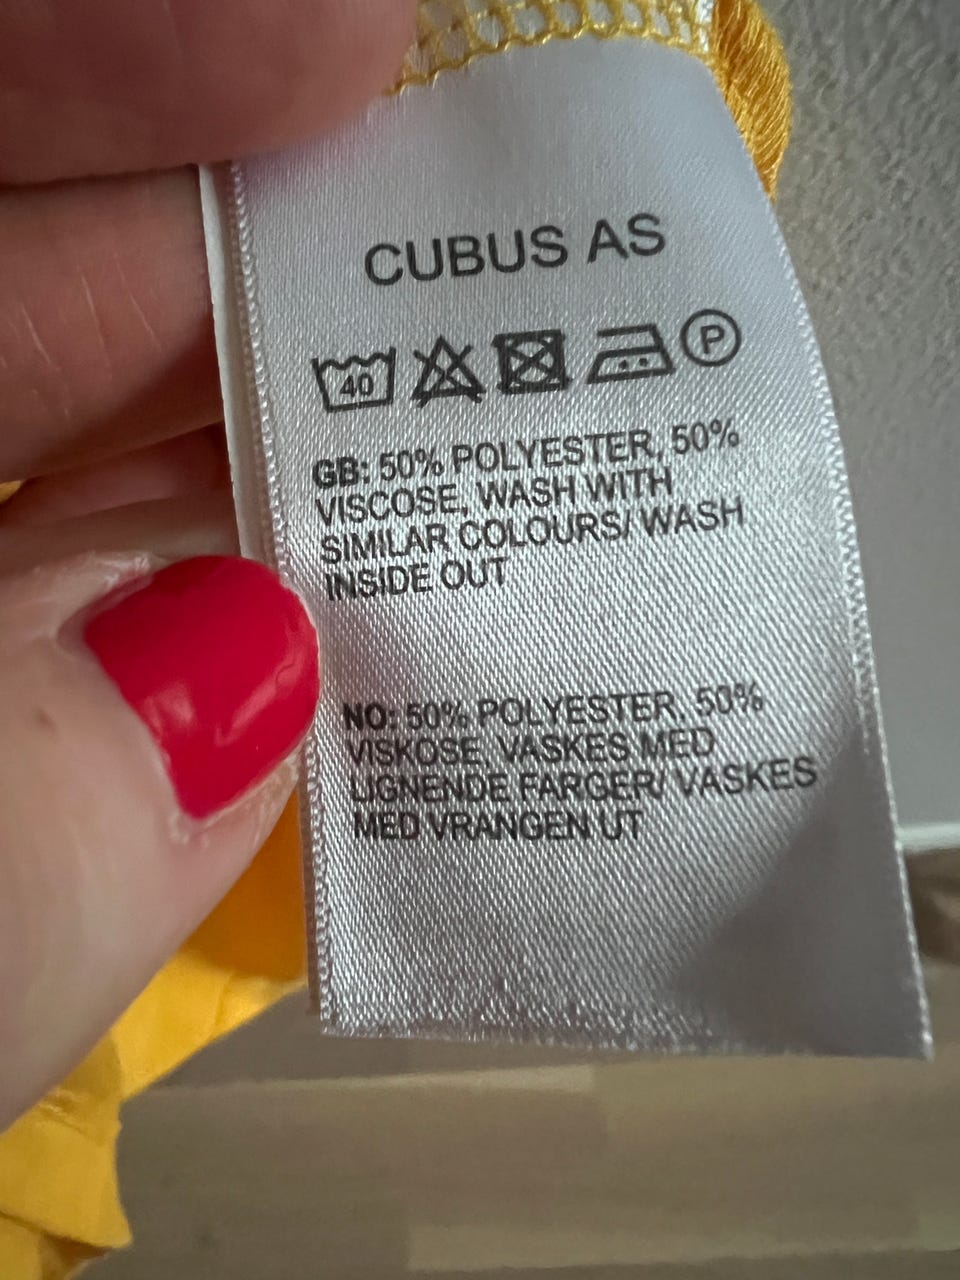 CUBUS AS
40 P
GB: 50% POLYESTER, 50%
VISCOSE, WASH WITH
SIMILAR COLOURS/ WASH
INSIDE OUT
NO: 50% POLYESTER, 50%
VISKOSE, VASKES MED
LIGNENDE FARGER/ VASKES
MED VRANGEN UT